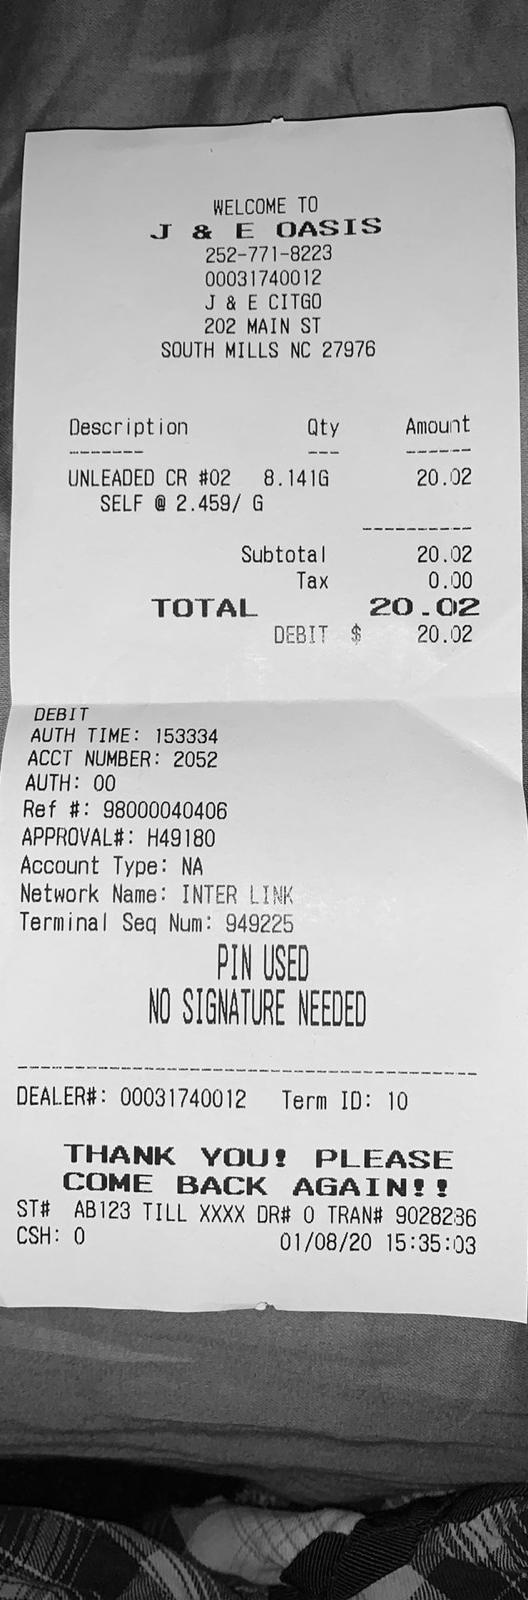 WELCOME TO
J & E OASIS
252-771-8223
00031740012
J & E CITGO
202 MAIN ST
SOUTH MILLS NC 27976
Description Qty Amount
-------- --- ------
UNLEADED CR #02 8.141G 20.02
SELF @ 2.459/ G
----------
Subtotal 20.02
Tax 0.00
TOTAL 20.02
DEBIT $ 20.02
DEBIT
AUTH TIME: 153334
ACCT NUMBER: 2052
AUTH: 00
Ref #: 98000040406
APPROVAL#: H49180
Account Type: NA
Network Name: INTER LINK
Terminal Seq Num: 949225
PIN USED
NO SIGNATURE NEEDED
----------------------------------------
DEALER#: 00031740012 Term ID: 10
THANK YOU! PLEASE
COME BACK AGAIN!!
ST# AB123 TILL XXXX DR# 0 TRAN# 9028286
CSH: 0 01/08/20 15:35:03